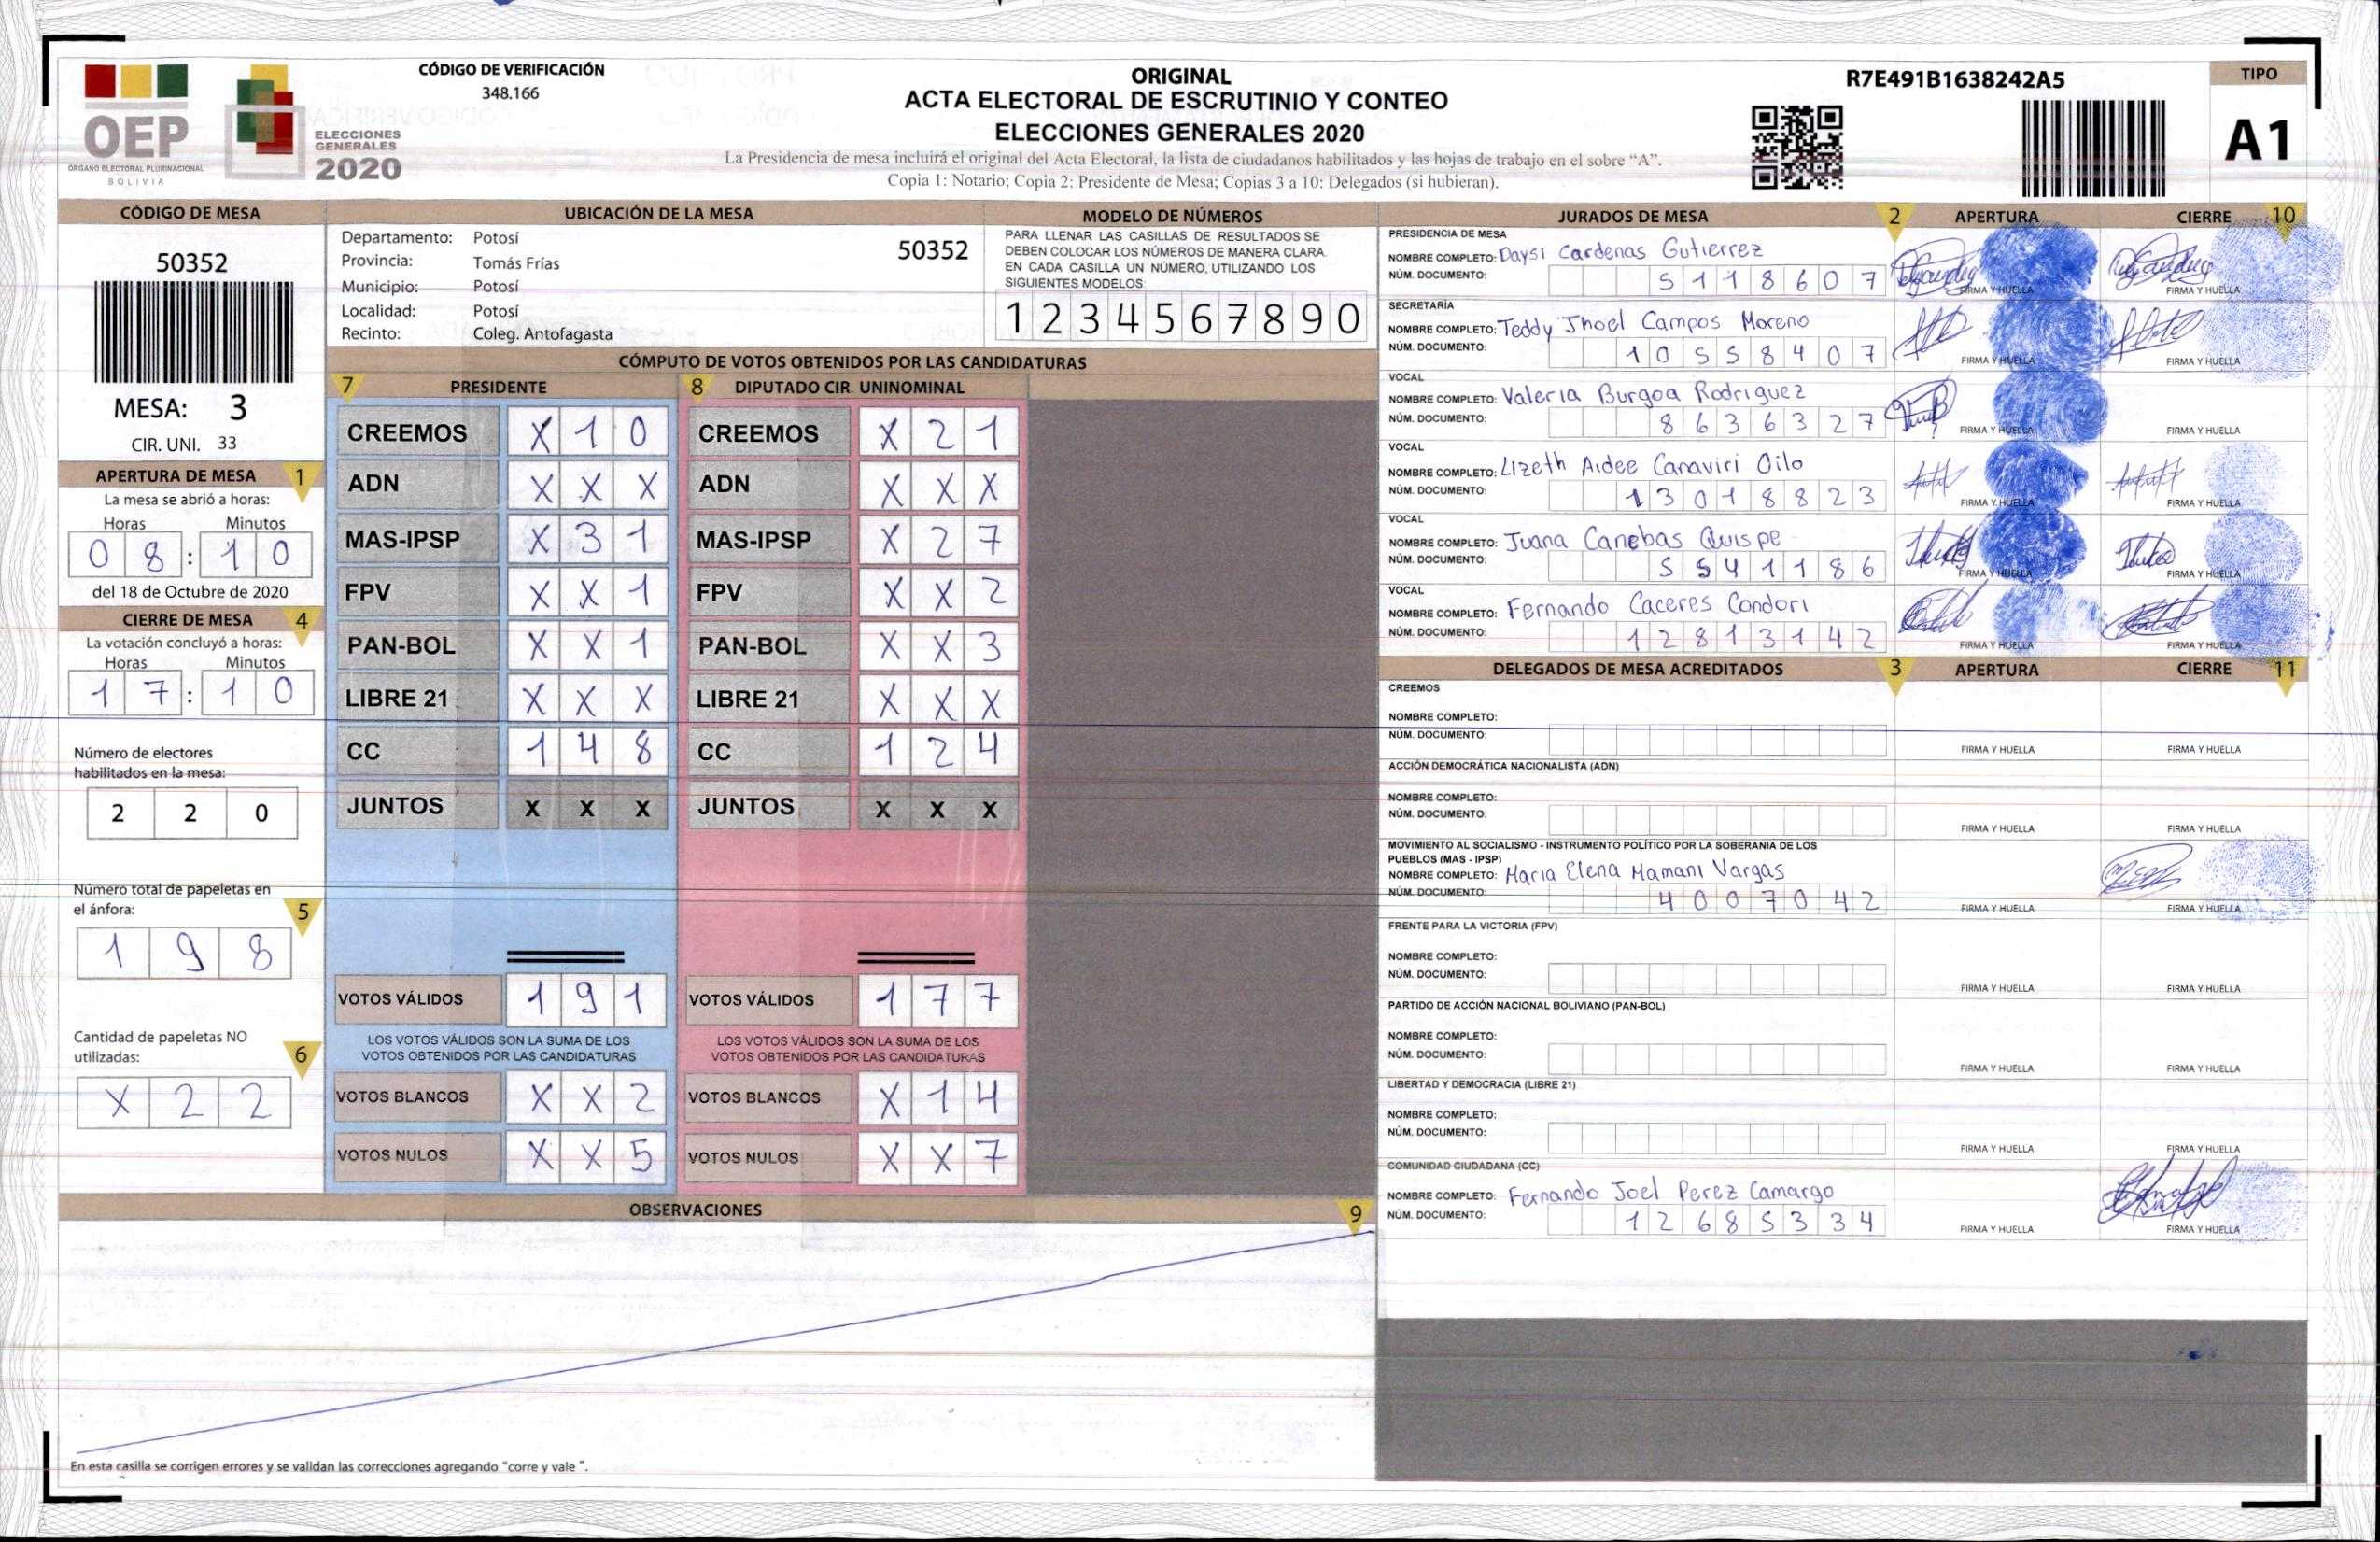 CÓDIGO DE VERIFICACIÓN
348.166
OEP
ÓRGANO ELECTORAL PLURINACIONAL
BOLIVIA
ELECCIONES
GENERALES
2020
ORIGINAL
ACTA ELECTORAL DE ESCRUTINIO Y CONTEO
ELECCIONES GENERALES 2020
La Presidencia de mesa incluirá el original del Acta Electoral, la lista de ciudadanos habilitados y las hojas de trabajo en el sobre “A”.
Copia 1: Notario; Copia 2: Presidente de Mesa; Copias 3 a 10: Delegados (si hubieran).
R7E491B1638242A5
TIPO
A1
CÓDIGO DE MESA
50352
MESA: 3
CIR. UNI. 33
APERTURA DE MESA 1
La mesa se abrió a horas:
Horas Minutos
0 8 : 1 0
del 18 de Octubre de 2020
CIERRE DE MESA 4
La votación concluyó a horas:
Horas Minutos
1 7 : 1 0
Número de electores
habilitados en la mesa:
2 2 0
Número total de papeletas en
el ánfora: 5
1 9 8
Cantidad de papeletas NO
utilizadas: 6
X 2 2
UBICACIÓN DE LA MESA
Departamento: Potosí 50352
Provincia: Tomás Frías
Municipio: Potosí
Localidad: Potosí
Recinto: Coleg. Antofagasta
MODELO DE NÚMEROS
PARA LLENAR LAS CASILLAS DE RESULTADOS SE
DEBEN COLOCAR LOS NÚMEROS DE MANERA CLARA.
EN CADA CASILLA UN NÚMERO, UTILIZANDO LOS
SIGUIENTES MODELOS:
1 2 3 4 5 6 7 8 9 0
CÓMPUTO DE VOTOS OBTENIDOS POR LAS CANDIDATURAS
7 PRESIDENTE 8 DIPUTADO CIR. UNINOMINAL
CREEMOS X 1 0 CREEMOS X 2 1
ADN X X X ADN X X X
MAS-IPSP X 3 1 MAS-IPSP X 2 7
FPV X X 1 FPV X X 2
PAN-BOL X X 1 PAN-BOL X X 3
LIBRE 21 X X X LIBRE 21 X X X
CC 1 4 8 CC 1 2 4
JUNTOS X X X JUNTOS X X X
VOTOS VÁLIDOS 1 9 1 VOTOS VÁLIDOS 1 7 7
LOS VOTOS VÁLIDOS SON LA SUMA DE LOS LOS VOTOS VÁLIDOS SON LA SUMA DE LOS
VOTOS OBTENIDOS POR LAS CANDIDATURAS VOTOS OBTENIDOS POR LAS CANDIDATURAS
VOTOS BLANCOS X X 2 VOTOS BLANCOS X 1 4
VOTOS NULOS X X 5 VOTOS NULOS X X 7
OBSERVACIONES 9
En esta casilla se corrigen errores y se validan las correcciones agregando "corre y vale ".
JURADOS DE MESA 2 APERTURA CIERRE 10
PRESIDENCIA DE MESA
NOMBRE COMPLETO: Daysi Cardenas Gutierrez
NÚM. DOCUMENTO: 5 1 1 8 6 0 7 FIRMA Y HUELLA FIRMA Y HUELLA
SECRETARÍA
NOMBRE COMPLETO: Teddy Jhoel Campos Moreno
NÚM. DOCUMENTO: 1 0 5 5 8 4 0 7 FIRMA Y HUELLA FIRMA Y HUELLA
VOCAL
NOMBRE COMPLETO: Valeria Burgoa Rodriguez
NÚM. DOCUMENTO: 8 6 3 6 3 2 7 FIRMA Y HUELLA FIRMA Y HUELLA
VOCAL
NOMBRE COMPLETO: Lizeth Aidee Canaviri Oilo
NÚM. DOCUMENTO: 1 3 0 1 8 8 2 3 FIRMA Y HUELLA FIRMA Y HUELLA
VOCAL
NOMBRE COMPLETO: Juana Canebas Quispe
NÚM. DOCUMENTO: 5 5 4 1 1 8 6 FIRMA Y HUELLA FIRMA Y HUELLA
VOCAL
NOMBRE COMPLETO: Fernando Caceres Condori
NÚM. DOCUMENTO: 1 2 8 1 3 1 4 2 FIRMA Y HUELLA FIRMA Y HUELLA
DELEGADOS DE MESA ACREDITADOS 3 APERTURA CIERRE 11
CREEMOS
NOMBRE COMPLETO:
NÚM. DOCUMENTO: FIRMA Y HUELLA FIRMA Y HUELLA
ACCIÓN DEMOCRÁTICA NACIONALISTA (ADN)
NOMBRE COMPLETO:
NÚM. DOCUMENTO: FIRMA Y HUELLA FIRMA Y HUELLA
MOVIMIENTO AL SOCIALISMO - INSTRUMENTO POLÍTICO POR LA SOBERANIA DE LOS
PUEBLOS (MAS - IPSP)
NOMBRE COMPLETO: Maria Elena Mamani Vargas
NÚM. DOCUMENTO: 4 0 0 7 0 4 2 FIRMA Y HUELLA FIRMA Y HUELLA
FRENTE PARA LA VICTORIA (FPV)
NOMBRE COMPLETO:
NÚM. DOCUMENTO: FIRMA Y HUELLA FIRMA Y HUELLA
PARTIDO DE ACCIÓN NACIONAL BOLIVIANO (PAN-BOL)
NOMBRE COMPLETO:
NÚM. DOCUMENTO: FIRMA Y HUELLA FIRMA Y HUELLA
LIBERTAD Y DEMOCRACIA (LIBRE 21)
NOMBRE COMPLETO:
NÚM. DOCUMENTO: FIRMA Y HUELLA FIRMA Y HUELLA
COMUNIDAD CIUDADANA (CC)
NOMBRE COMPLETO: Fernando Joel Perez Camargo
NÚM. DOCUMENTO: 1 2 6 8 5 3 3 4 FIRMA Y HUELLA FIRMA Y HUELLA